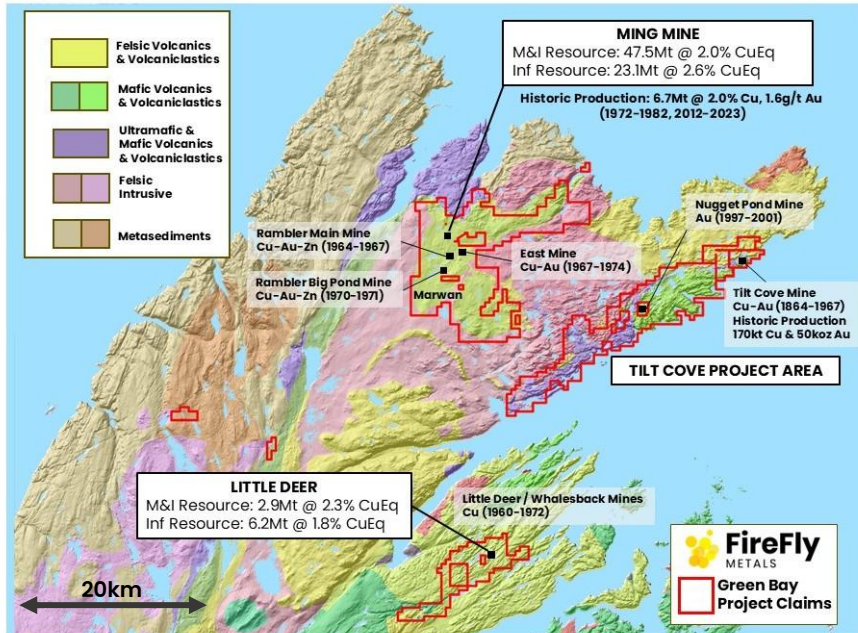 Felsic Volcanics
& Volcaniclastics
Mafic Volcanics
& Volcaniclastics
Ultramafic &
Mafic Volcanics
& Volcaniclastics
Felsic
Intrusive
Metasediments
MING MINE
M&I Resource: 47.5Mt @ 2.0% CuEq
Inf Resource: 23.1Mt @ 2.6% CuEq
Historic Production: 6.7Mt @ 2.0% Cu, 1.6g/t Au
(1972-1982, 2012-2023)
Nugget Pond Mine
Au (1997-2001)
Rambler Main Mine
Cu-Au-Zn (1964-1967)
East Mine
Cu-Au (1967-1974)
Rambler Big Pond Mine
Cu-Au-Zn (1970-1971)
Marwan
Tilt Cove Mine
Cu-Au (1864-1967)
Historic Production
170kt Cu & 50koz Au
TILT COVE PROJECT AREA
LITTLE DEER
M&I Resource: 2.9Mt @ 2.3% CuEq
Inf Resource: 6.2Mt @ 1.8% CuEq
Little Deer / Whalesback Mines
Cu (1960-1972)
20km
FireFly
METALS
Green Bay
Project Claims